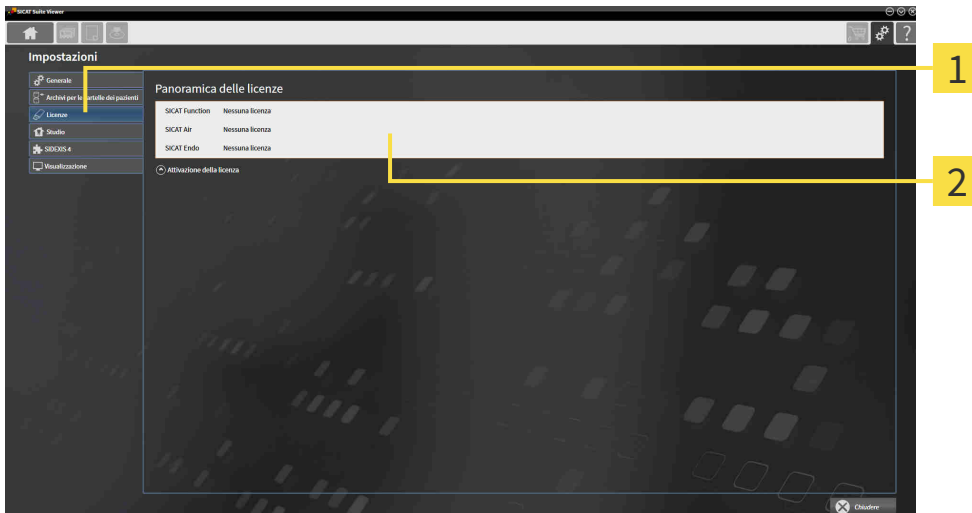 SICAT Suite Viewer
?
Impostazioni
Generale
Archivi per le cartelle dei pazienti
Licenze
Studio
SIDEXIS 4
Visualizzazione
Panoramica delle licenze
SICAT Function Nessuna licenza
SICAT Air Nessuna licenza
SICAT Endo Nessuna licenza
Attivazione della licenza
Chiudere
1
2